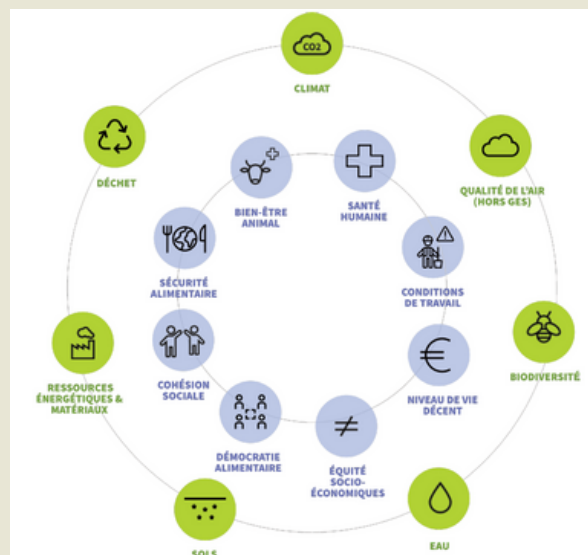 CO2
CLIMAT
DÉCHET
QUALITÉ DE L'AIR
(HORS GES)
BIEN-ÊTRE
ANIMAL
SANTÉ
HUMAINE
SÉCURITÉ
ALIMENTAIRE
CONDITIONS
DE TRAVAIL
RESSOURCES
ÉNERGÉTIQUES &
MATÉRIAUX
COHÉSION
SOCIALE
NIVEAU DE VIE
DÉCENT
BIODIVERSITÉ
DÉMOCRATIE
ALIMENTAIRE
ÉQUITÉ
SOCIO-
ÉCONOMIQUES
SOLS
EAU